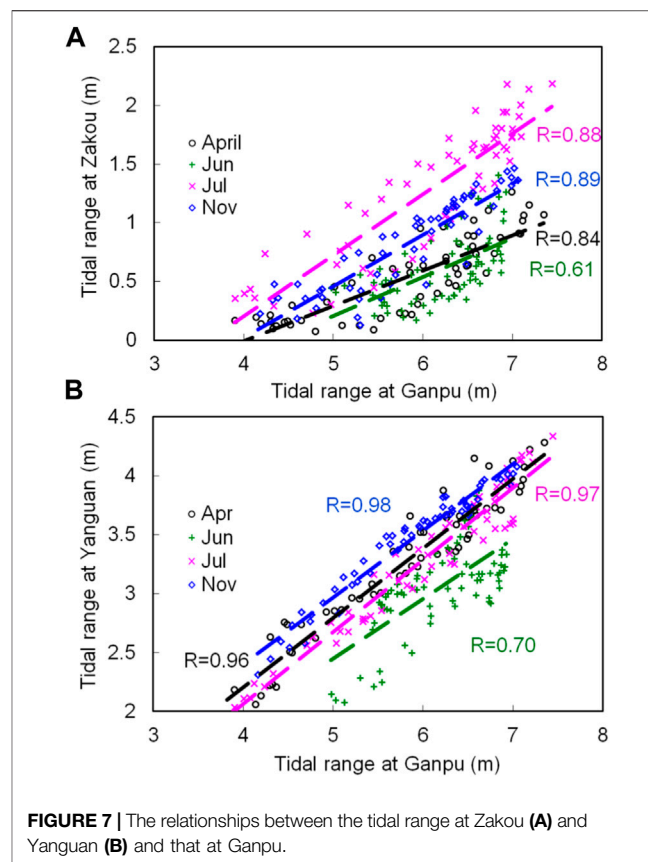 A
2.5
2
1.5
1
0.5
0
Tidal range at Zakou (m)
April
Jun
Jul
Nov
R=0.88
R=0.89
R=0.84
R=0.61
3 4 5 6 7 8
Tidal range at Ganpu (m)
B
4.5
4
3.5
3
2.5
2
Tidal range at Yanguan (m)
Apr
Jun
Jul
Nov
R=0.98
R=0.97
R=0.96
R=0.70
3 4 5 6 7 8
Tidal range at Ganpu (m)
FIGURE 7 | The relationships between the tidal range at Zakou (A) and
Yanguan (B) and that at Ganpu.